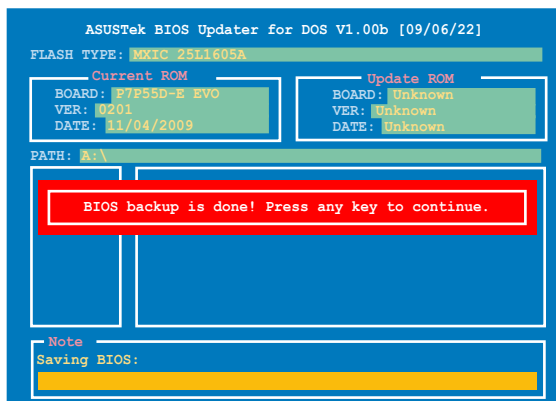 ASUSTek BIOS Updater for DOS V1.00b [09/06/22]
FLASH TYPE: MXIC 25L1605A
Current ROM
BOARD: P7P55D-E EVO
VER: 0201
DATE: 11/04/2009
Update ROM
BOARD: Unknown
VER: Unknown
DATE: Unknown
PATH: A:\
BIOS backup is done! Press any key to continue.
Note
Saving BIOS: